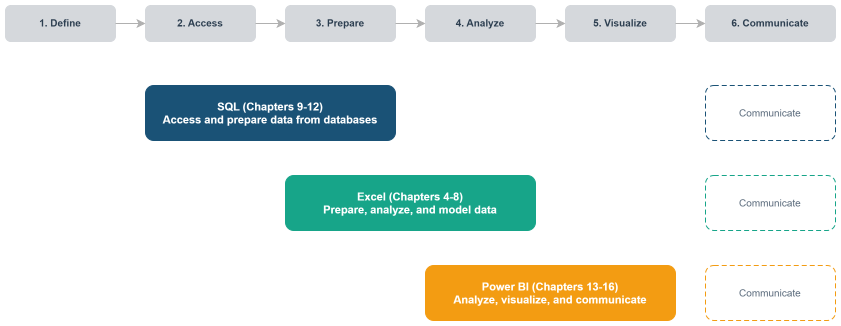 1. Define
2. Access
3. Prepare
4. Analyze
5. Visualize
6. Communicate
SQL (Chapters 9-12)
Access and prepare data from databases
Communicate
Excel (Chapters 4-8)
Prepare, analyze, and model data
Communicate
Power BI (Chapters 13-16)
Analyze, visualize, and communicate
Communicate